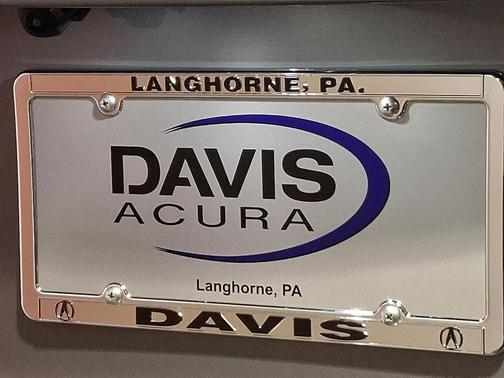 LANGHORNE, PA.
DAVIS
ACURA
Langhorne, PA
DAVIS